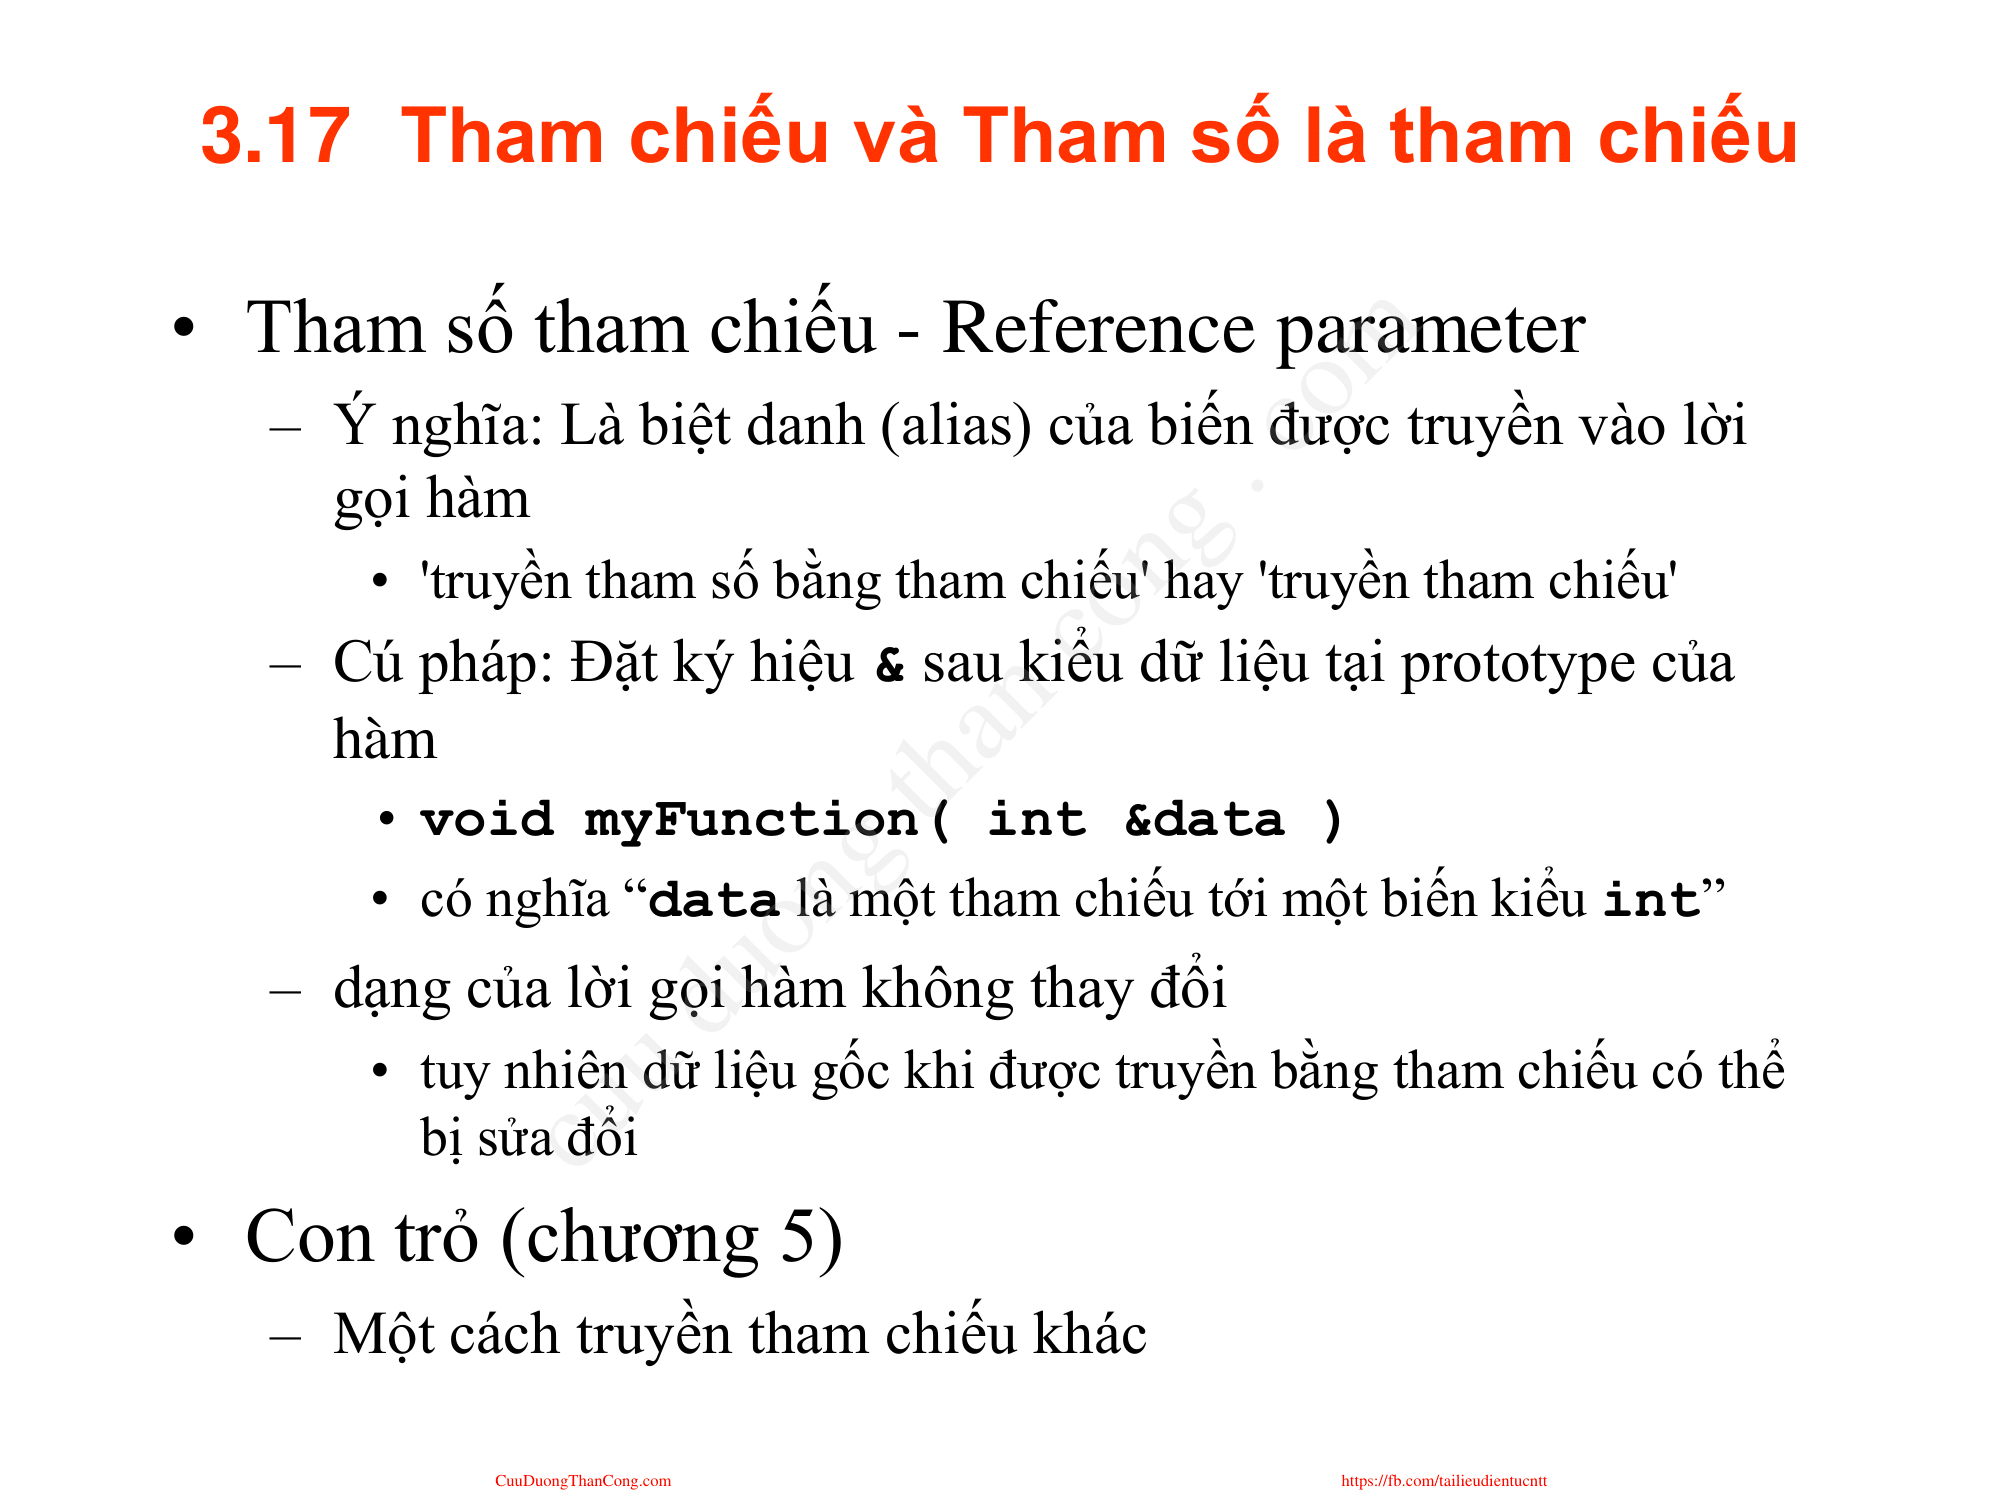 3.17 Tham chiếu và Tham số là tham chiếu
• Tham số tham chiếu - Reference parameter
– Ý nghĩa: Là biệt danh (alias) của biến được truyền vào lời
gọi hàm
• 'truyền tham số bằng tham chiếu' hay 'truyền tham chiếu'
– Cú pháp: Đặt ký hiệu & sau kiểu dữ liệu tại prototype của
hàm
• void myFunction( int &data )
• có nghĩa “data là một tham chiếu tới một biến kiểu int”
– dạng của lời gọi hàm không thay đổi
• tuy nhiên dữ liệu gốc khi được truyền bằng tham chiếu có thể
bị sửa đổi
• Con trỏ (chương 5)
– Một cách truyền tham chiếu khác
cuu duong than cong . com
CuuDuongThanCong.com
https://fb.com/tailieudientucntt